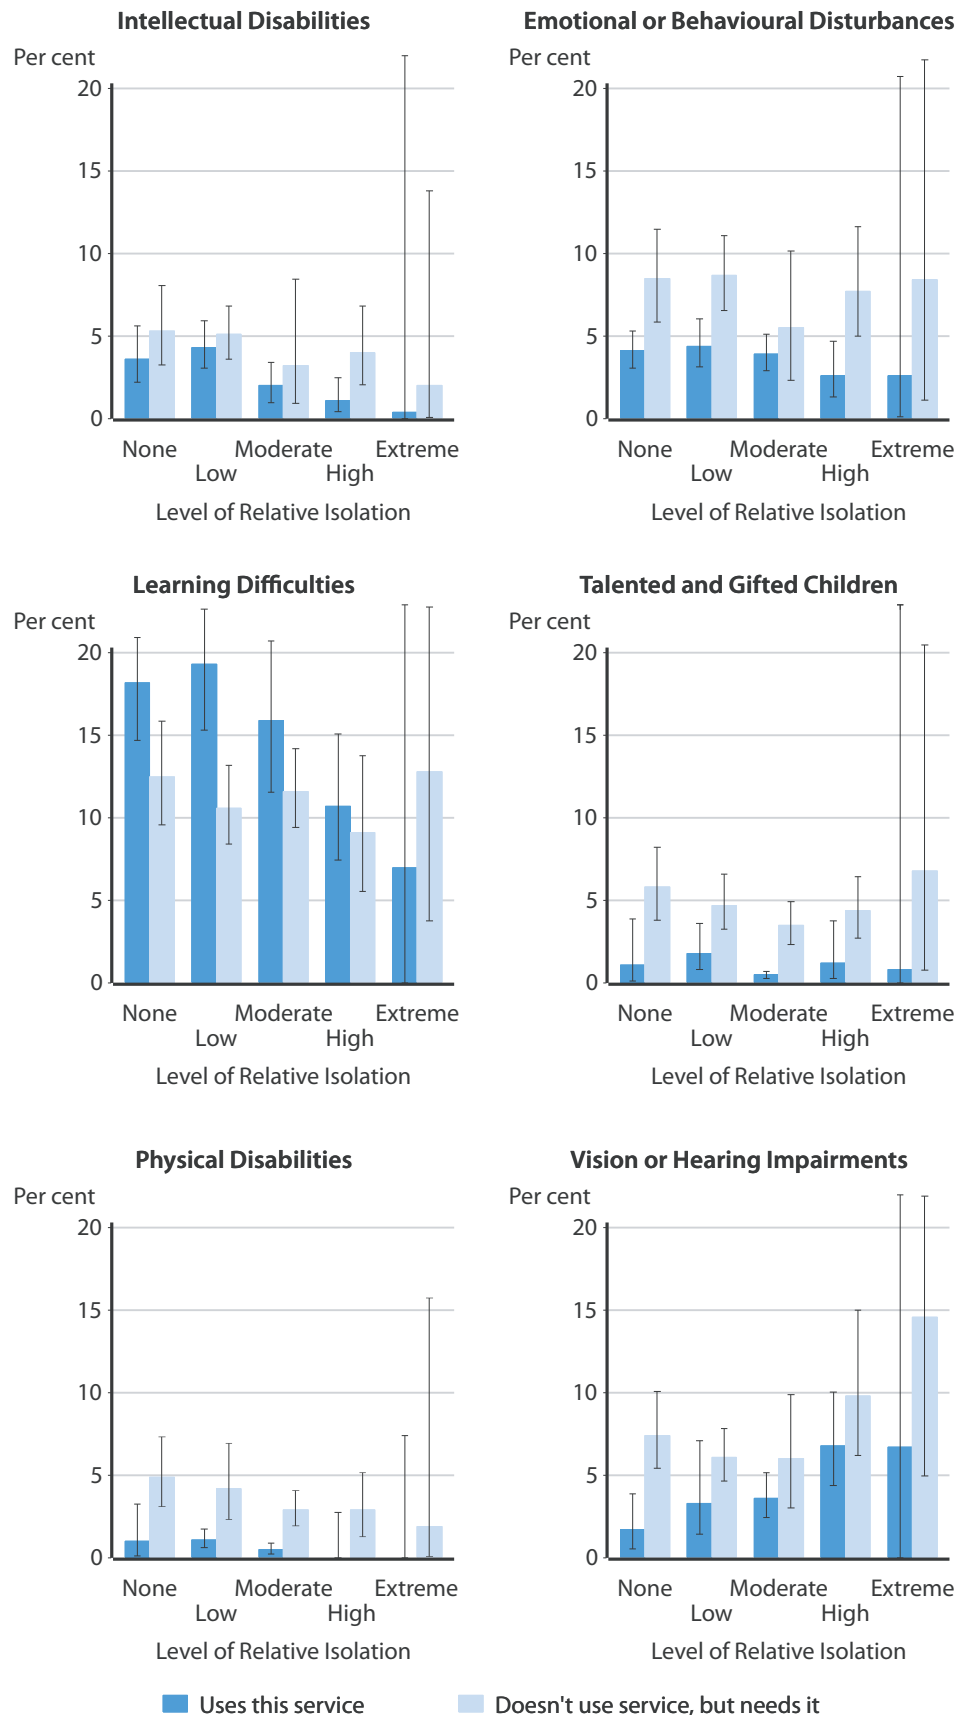 Intellectual Disabilities
Per cent
20
15
10
5
0
None Moderate Extreme
Low High
Level of Relative Isolation
Emotional or Behavioural Disturbances
Per cent
20
15
10
5
0
None Moderate Extreme
Low High
Level of Relative Isolation
Learning Difficulties
Per cent
20
15
10
5
0
None Moderate Extreme
Low High
Level of Relative Isolation
Talented and Gifted Children
Per cent
20
15
10
5
0
None Moderate Extreme
Low High
Level of Relative Isolation
Physical Disabilities
Per cent
20
15
10
5
0
None Moderate Extreme
Low High
Level of Relative Isolation
Vision or Hearing Impairments
Per cent
20
15
10
5
0
None Moderate Extreme
Low High
Level of Relative Isolation
Uses this service Doesn't use service, but needs it